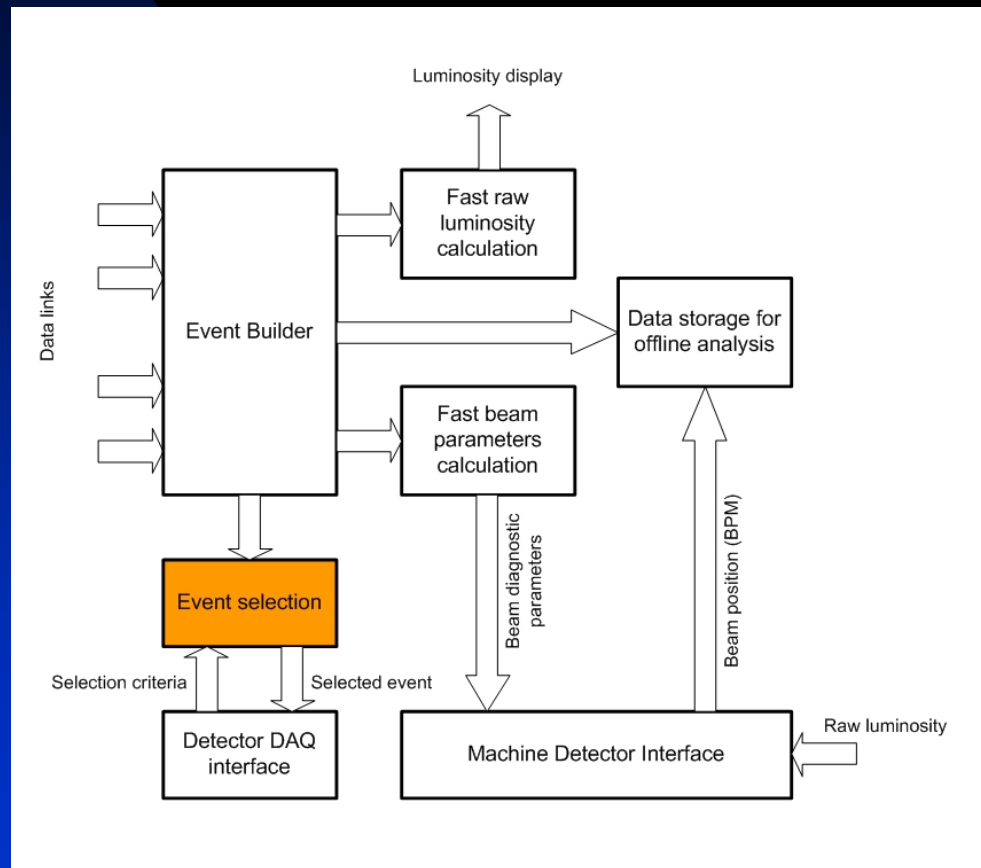 Luminosity display
Fast raw
luminosity
calculation
Data links
Event Builder
Data storage for
offline analysis
Fast beam
parameters
calculation
Beam diagnostic
parameters
Beam position (BPM)
Event selection
Selection criteria
Selected event
Detector DAQ
interface
Machine Detector Interface
Raw luminosity